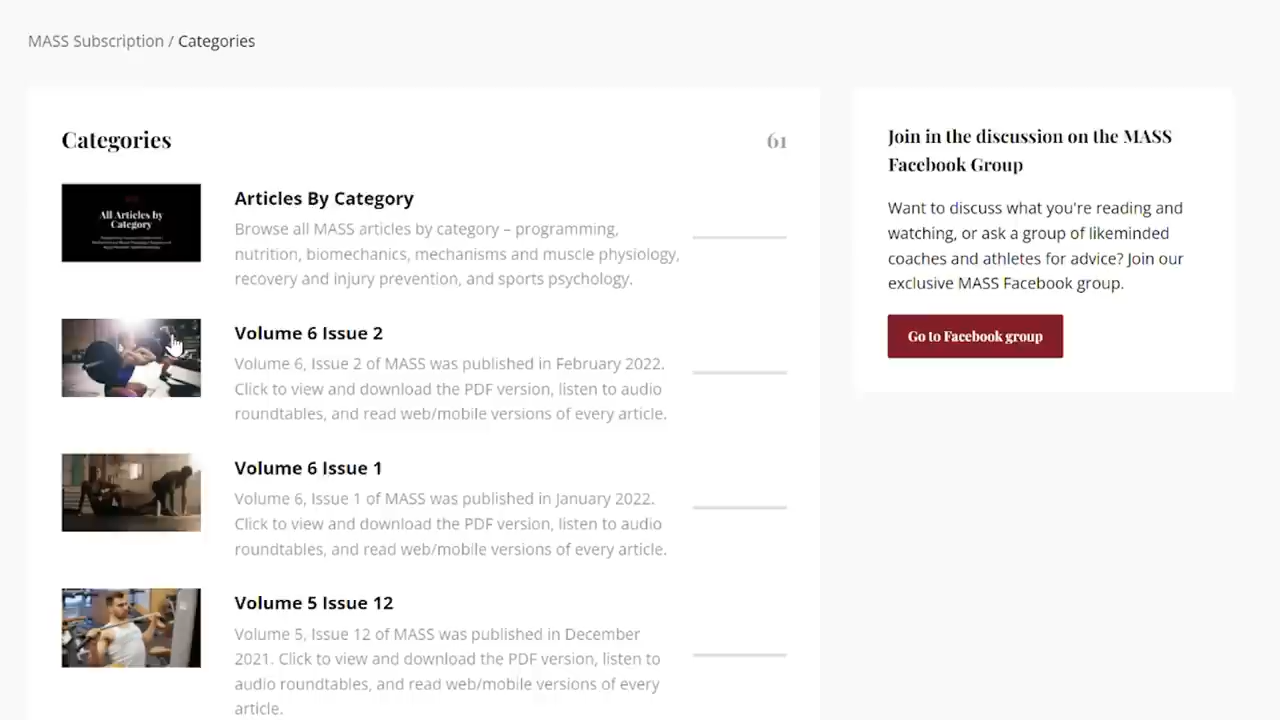 MASS Subscription / Categories
Categories
61
All Articles by
Category
Articles By Category
Browse all MASS articles by category – programming,
nutrition, biomechanics, mechanisms and muscle physiology,
recovery and injury prevention, and sports psychology.
Volume 6 Issue 2
Volume 6, Issue 2 of MASS was published in February 2022.
Click to view and download the PDF version, listen to audio
roundtables, and read web/mobile versions of every article.
Volume 6 Issue 1
Volume 6, Issue 1 of MASS was published in January 2022.
Click to view and download the PDF version, listen to audio
roundtables, and read web/mobile versions of every article.
Volume 5 Issue 12
Volume 5, Issue 12 of MASS was published in December
2021. Click to view and download the PDF version, listen to
audio roundtables, and read web/mobile versions of every
article.
Join in the discussion on the MASS
Facebook Group
Want to discuss what you're reading and
watching, or ask a group of likeminded
coaches and athletes for advice? Join our
exclusive MASS Facebook group.
Go to Facebook group